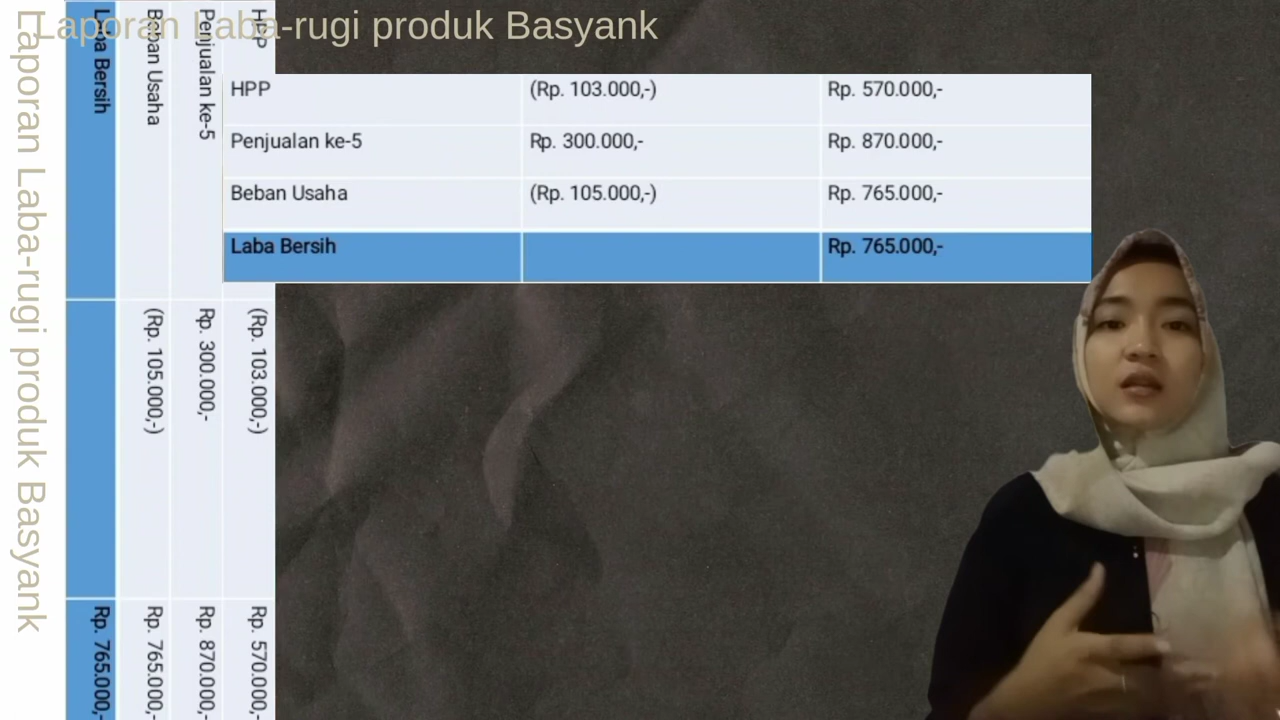 Laporan Laba-rugi produk Basyank
HPP (Rp. 103.000,-) Rp. 570.000,-
Penjualan ke-5 Rp. 300.000,- Rp. 870.000,-
Beban Usaha (Rp. 105.000,-) Rp. 765.000,-
Laba Bersih Rp. 765.000,-
Laporan Laba-rugi produk Basyank
HPP (Rp. 103.000,-) Rp. 570.000,-
Penjualan ke-5 Rp. 300.000,- Rp. 870.000,-
Beban Usaha (Rp. 105.000,-) Rp. 765.000,-
Laba Bersih Rp. 765.000,-